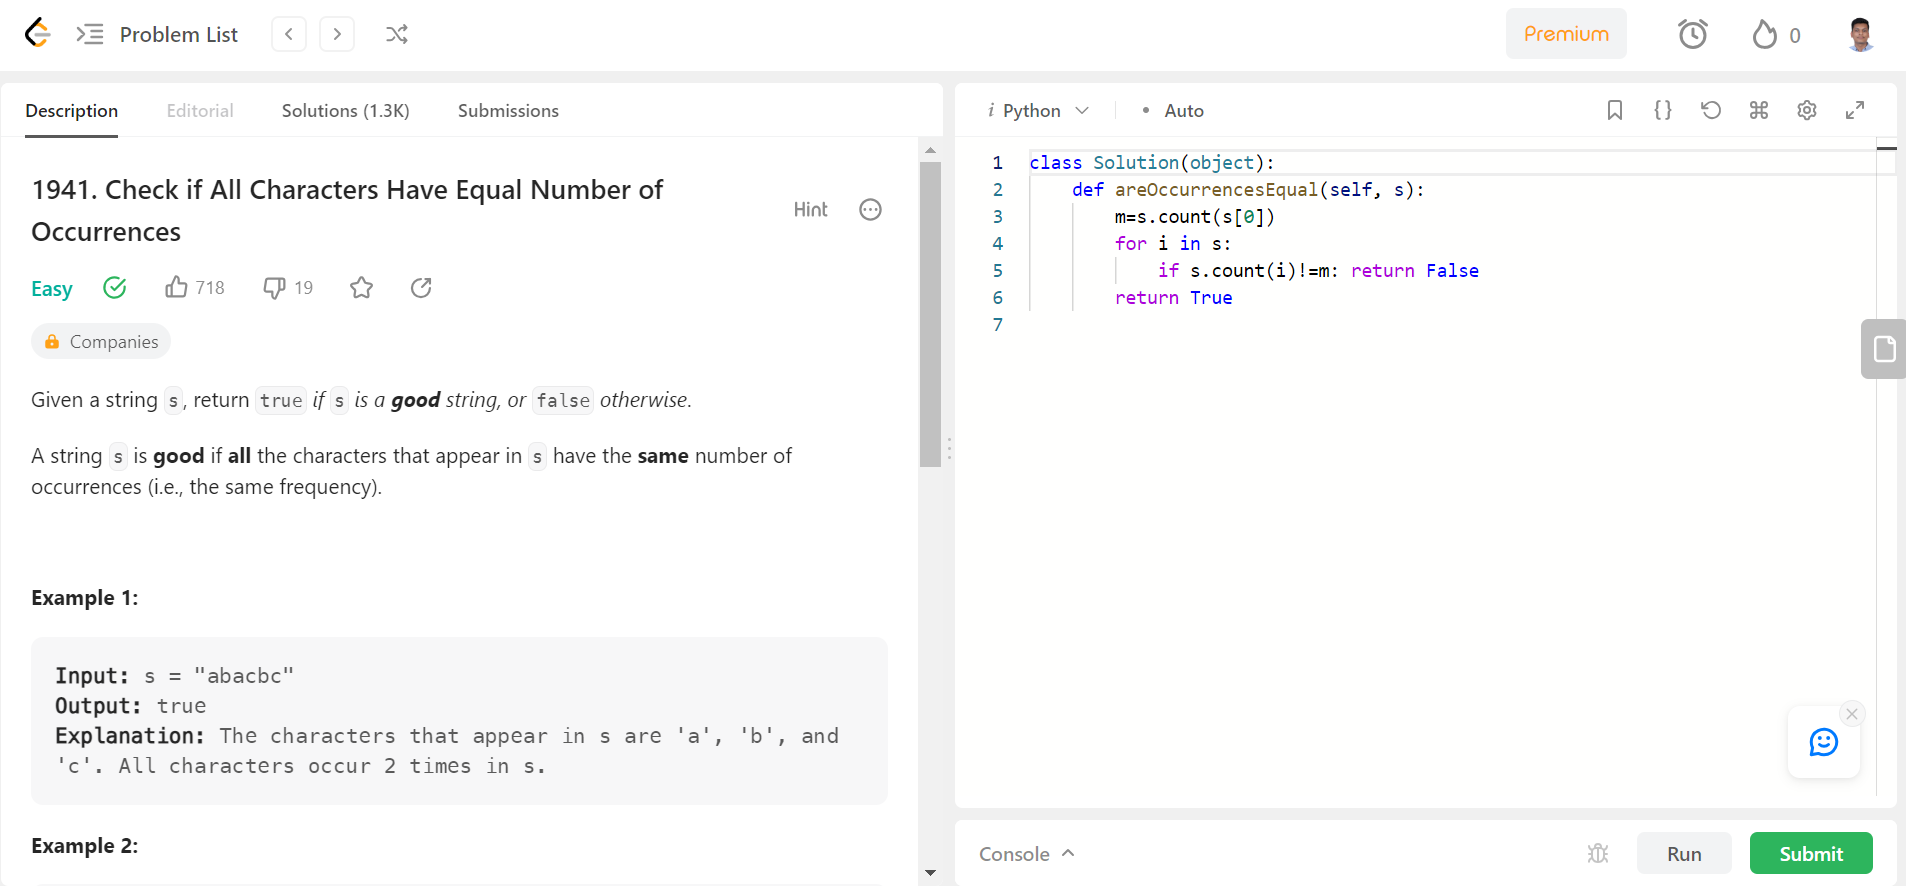 Problem List
Premium
0
Description Editorial Solutions (1.3K) Submissions
1941. Check if All Characters Have Equal Number of
Occurrences
Hint
Easy 718 19
Companies
Given a string s, return true if s is a good string, or false otherwise.
A string s is good if all the characters that appear in s have the same number of
occurrences (i.e., the same frequency).
Example 1:
Input: s = "abacbc"
Output: true
Explanation: The characters that appear in s are 'a', 'b', and
'c'. All characters occur 2 times in s.
Example 2:
i Python • Auto
1 class Solution(object):
2     def areOccurrencesEqual(self, s):
3         m=s.count(s[0])
4         for i in s:
5             if s.count(i)!=m: return False
6         return True
7
Console
Run
Submit